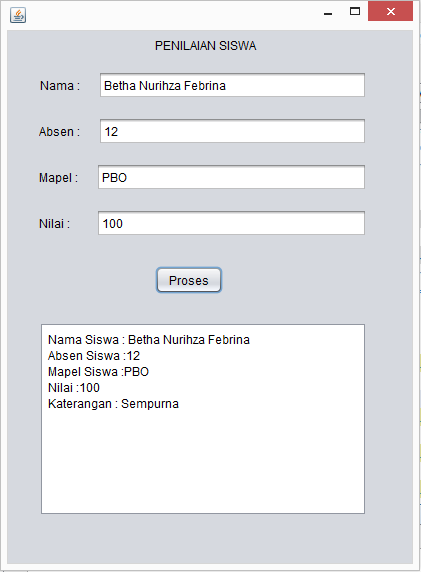 PENILAIAN SISWA
Nama : Betha Nurihza Febrina
Absen : 12
Mapel : PBO
Nilai : 100
Proses
Nama Siswa : Betha Nurihza Febrina
Absen Siswa :12
Mapel Siswa :PBO
Nilai :100
Katerangan : Sempurna